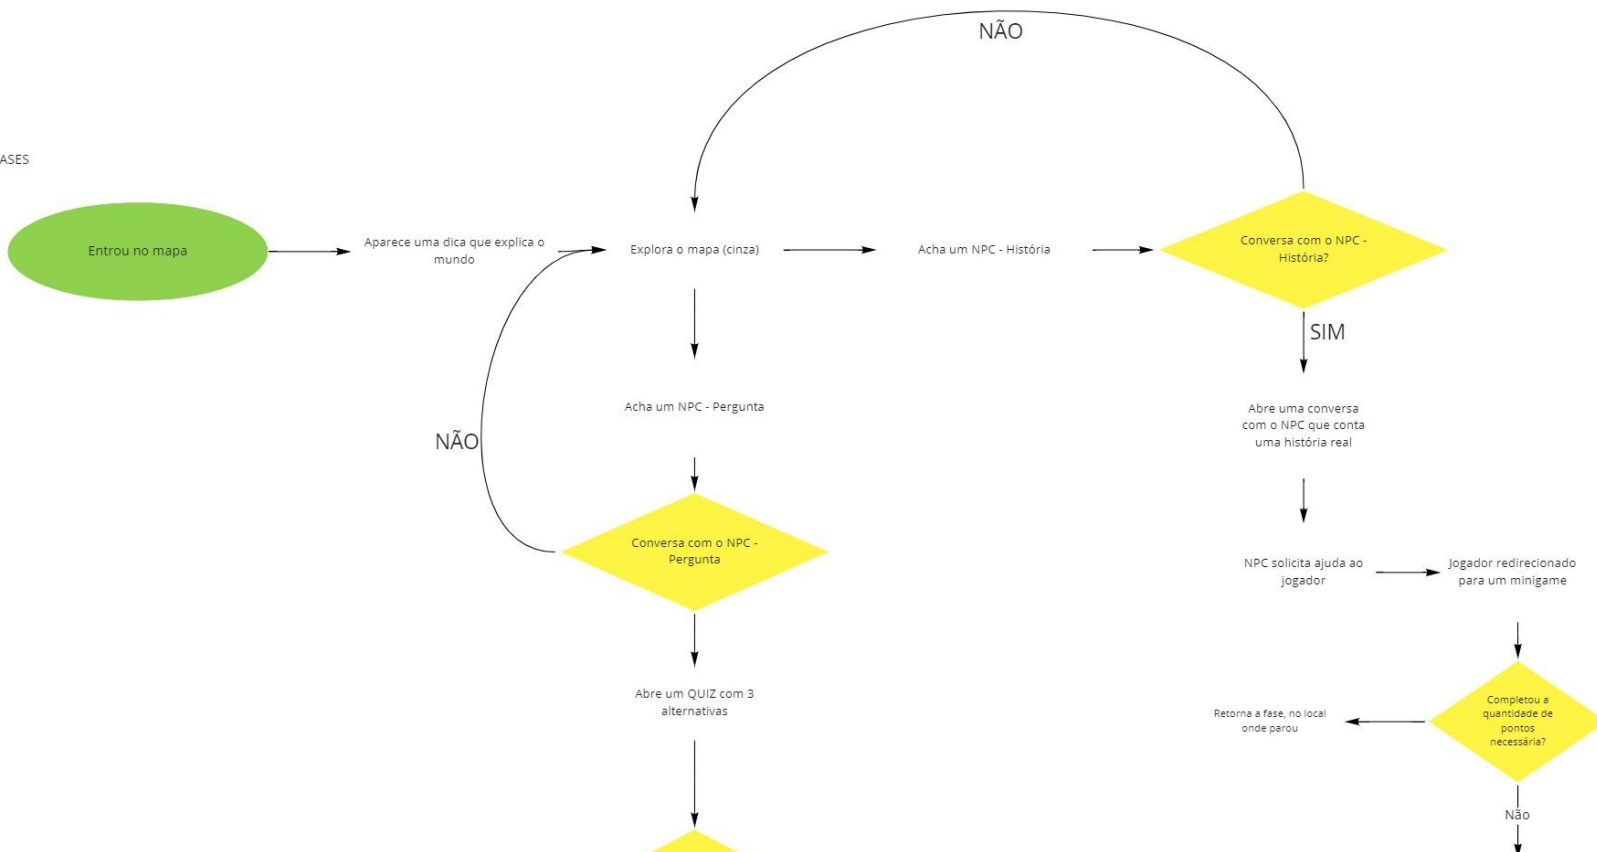 NÃO
ASES
Entrou no mapa
Aparece uma dica que explica o
mundo
Explora o mapa (cinza)
Acha um NPC - História
Conversa com o NPC -
História?
SIM
Acha um NPC - Pergunta
NÃO
Abre uma conversa
com o NPC que conta
uma história real
Conversa com o NPC -
Pergunta
NPC solicita ajuda ao
jogador
Jogador redirecionado
para um minigame
Abre um QUIZ com 3
alternativas
Retorna a fase, no local
onde parou
Completou a
quantidade de
pontos
necessária?
Não